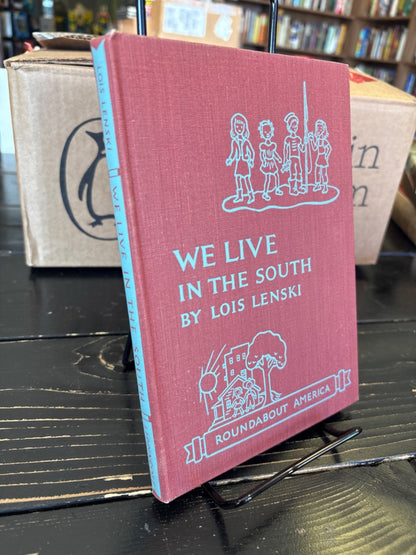 LOIS LENSKI WE LIVE IN THE SOUTH
WE LIVE
IN THE SOUTH
BY LOIS LENSKI
ROUNDABOUT AMERICA